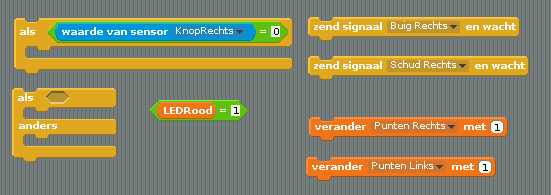 als waarde van sensor KnopRechts = 0
zend signaal Buig Rechts en wacht
zend signaal Schud Rechts en wacht
als
anders
LEDRood = 1
verander Punten Rechts met 1
verander Punten Links met 1